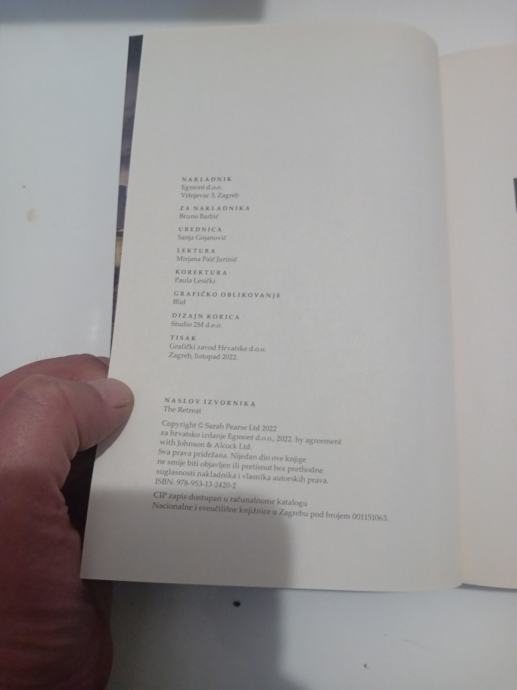 NAKLADNIK
Egmont d.o.o.
Višnjevac 3, Zagreb
ZA NAKLADNIKA
Bruno Barbić
UREDNICA
Sanja Gojanović
LEKTURA
Mirjana Paić Jurinić
KOREKTURA
Paula Lesički
GRAFIČKO OBLIKOVANJE
Blid
DIZAJN KORICA
Studio 2M d.o.o.
TISAK
Grafički zavod Hrvatske d.o.o.
Zagreb, listopad 2022.
NASLOV IZVORNIKA
The Retreat
Copyright © Sarah Pearse Ltd 2022
za hrvatsko izdanje Egmont d.o.o., 2022. by agreement
with Johnson & Alcock Ltd.
Sva prava pridržana. Nijedan dio ove knjige
ne smije biti objavljen ili pretisnut bez prethodne
suglasnosti nakladnika i vlasnika autorskih prava.
ISBN: 978-953-13-2420-2
CIP zapis dostupan u računalnome katalogu
Nacionalne i sveučilišne knjižnice u Zagrebu pod brojem 001151063.